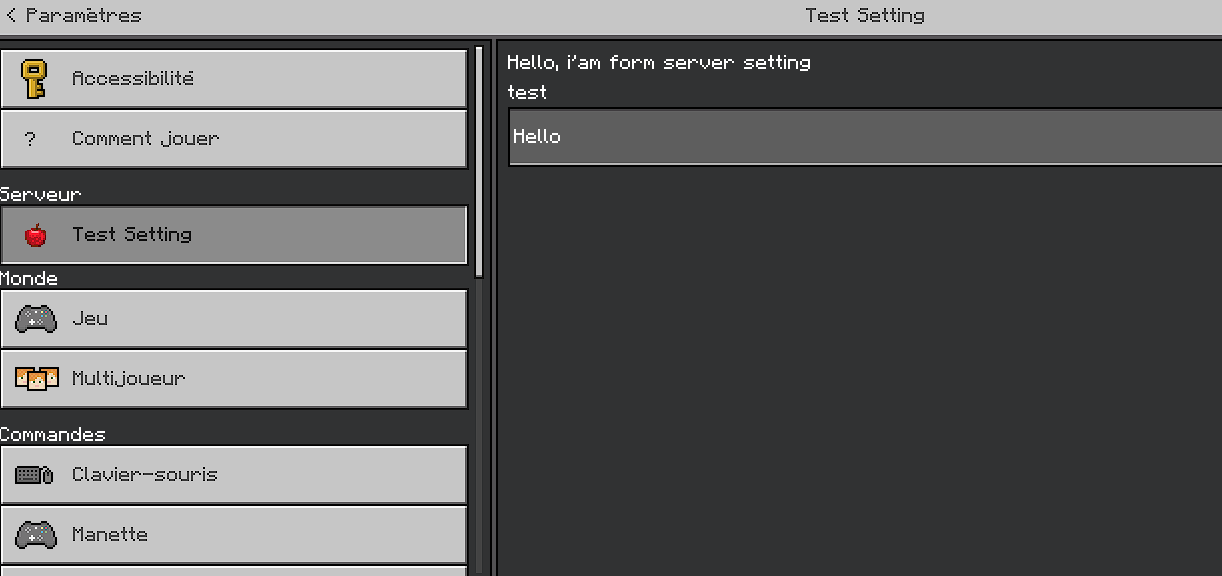 < Paramètres
Test Setting
Accessibilité
? Comment jouer
Serveur
Test Setting
Monde
Jeu
Multijoueur
Commandes
Clavier-souris
Manette
Hello, i'am form server setting
test
Hello